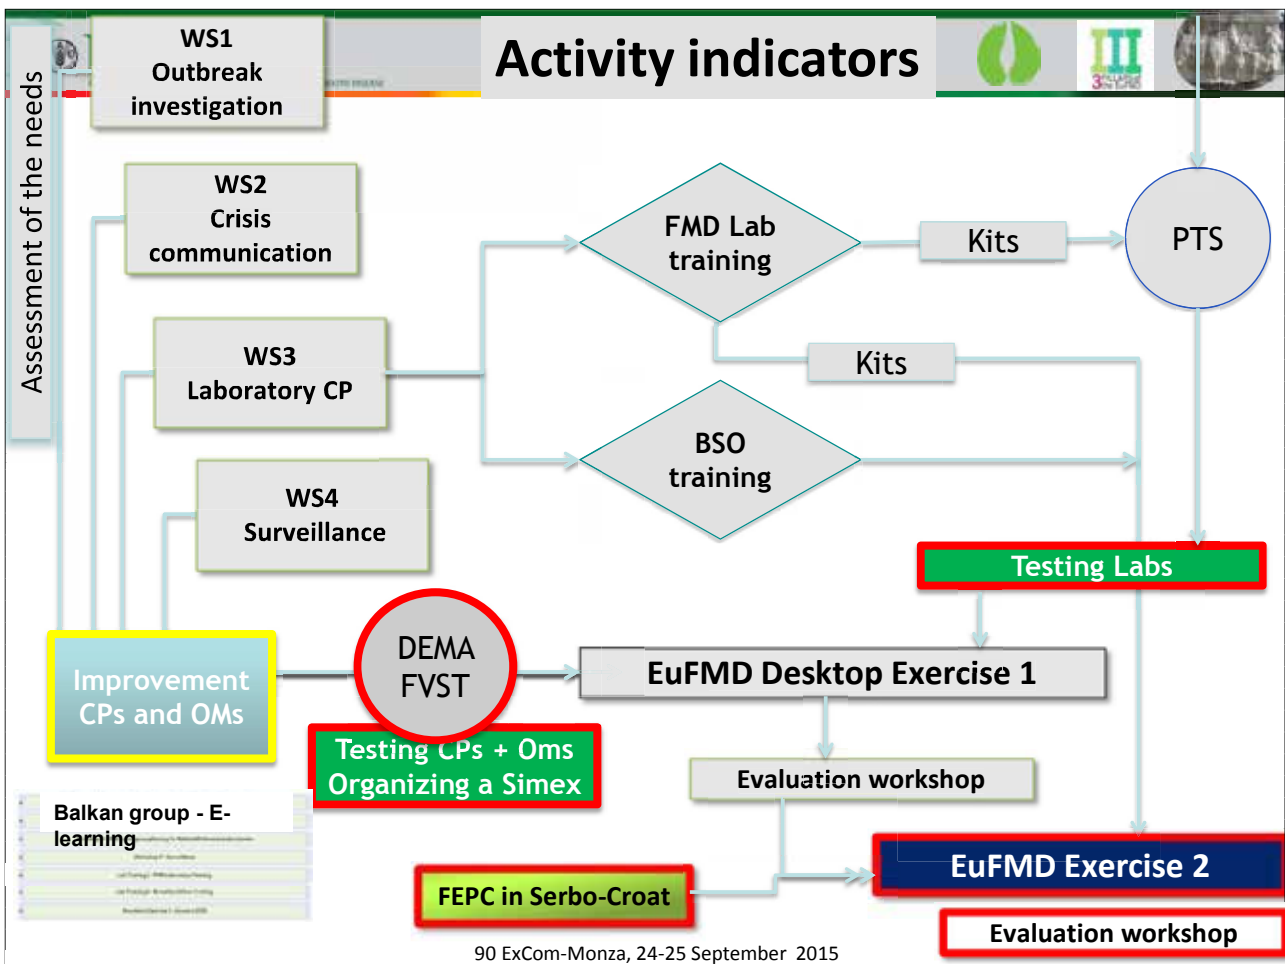 Activity indicators
Assessment of the needs
WS1
Outbreak
investigation
WS2
Crisis
communication
FMD Lab
training
Kits
PTS
WS3
Laboratory CP
Kits
BSO
training
WS4
Surveillance
Testing Labs
Improvement
CPs and OMs
DEMA
FVST
EuFMD Desktop Exercise 1
Testing CPs + Oms
Organizing a Simex
Evaluation workshop
Balkan group - E-
learning
FEPC in Serbo-Croat
EuFMD Exercise 2
Evaluation workshop
90 ExCom-Monza, 24-25 September 2015